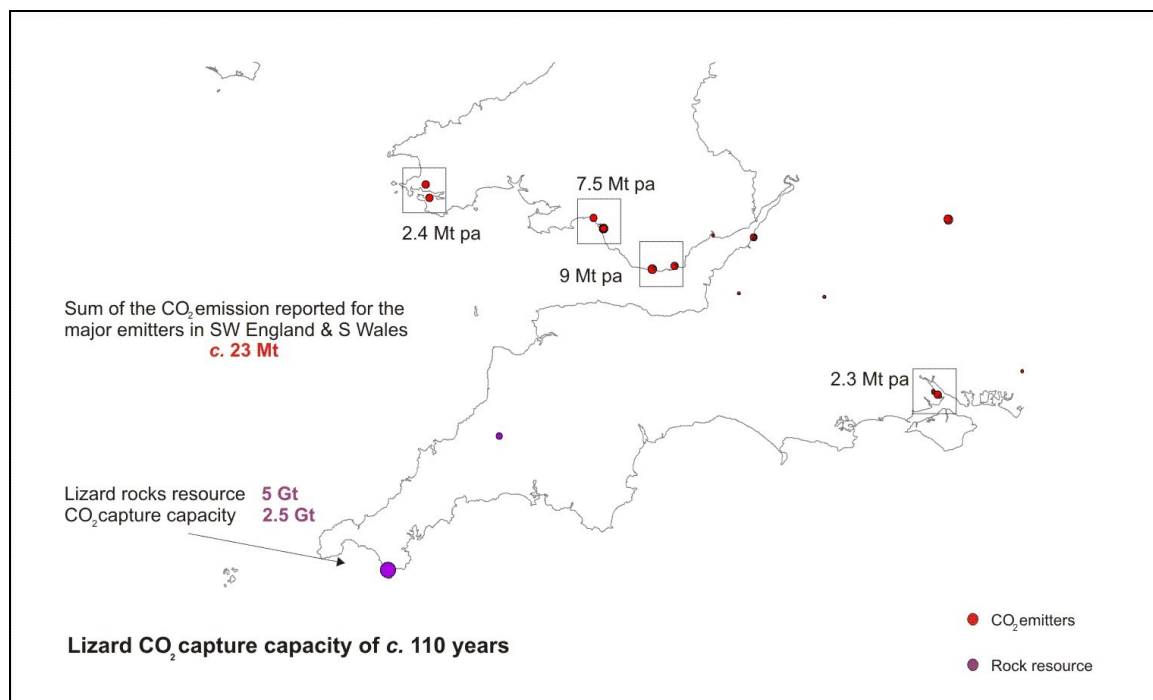 7.5 Mt pa
2.4 Mt pa
9 Mt pa
Sum of the CO₂ emission reported for the
major emitters in SW England & S Wales
c. 23 Mt
2.3 Mt pa
Lizard rocks resource 5 Gt
CO₂ capture capacity 2.5 Gt
CO₂ emitters
Lizard CO₂ capture capacity of c. 110 years
Rock resource